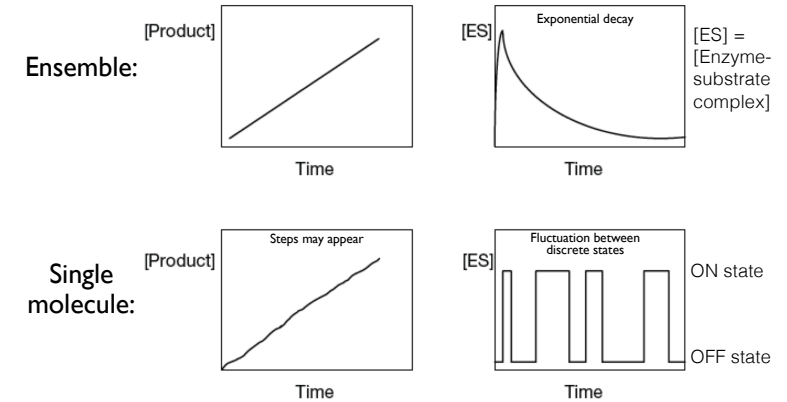 Ensemble:
[Product]
Time
[ES]
Exponential decay
Time
[ES] =
[Enzyme-
substrate
complex]
Single
molecule:
[Product]
Steps may appear
Time
[ES]
Fluctuation between
discrete states
Time
ON state
OFF state